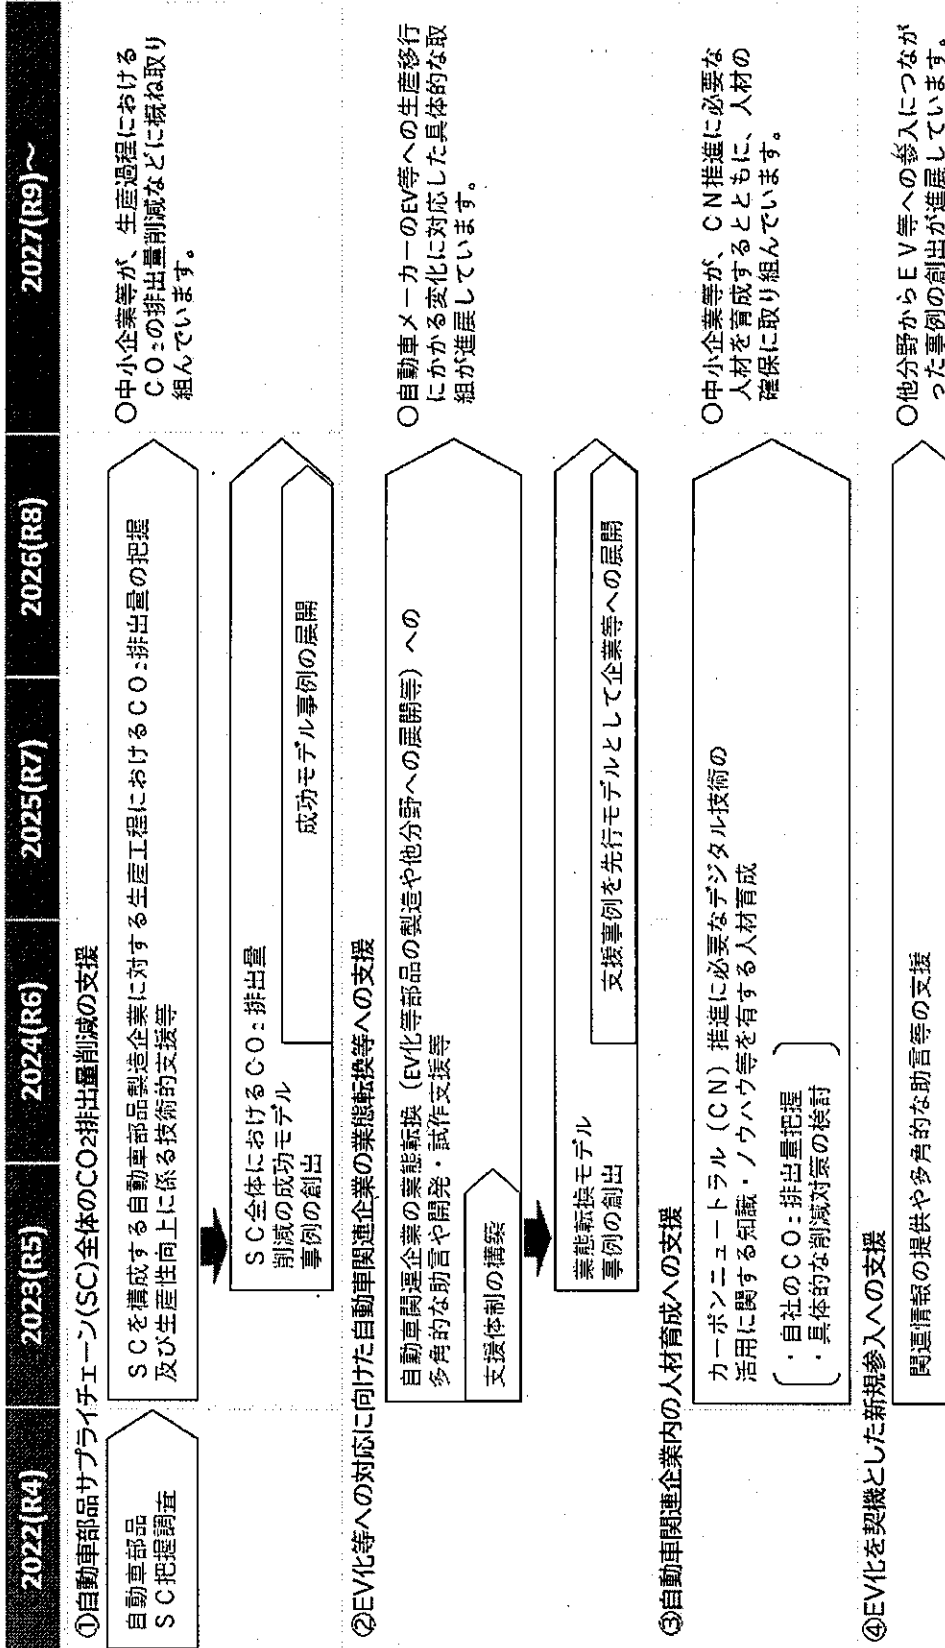 2022(R4)
2023(R5)
2024(R6)
2025(R7)
2026(R8)
2027(R9)～
①自動車部品サプライチェーン(SC)全体のCO2排出量削減の支援
自動車部品
ＳＣ把握調査
ＳＣを構成する自動車部品製造企業に対する生産工程におけるＣＯ₂排出量の把握
及び生産性向上に係る技術的支援等
ＳＣ全体におけるＣＯ₂排出量
削減の成功モデル
事例の創出
成功モデル事例の展開
○中小企業等が、生産過程における
ＣＯ₂の排出量削減などに概ね取り
組んでいます。
②EV化等への対応に向けた自動車関連企業の業態転換等への支援
自動車関連企業の業態転換（EV化等部品の製造や他分野への展開等）への
多角的な助言や開発・試作支援等
支援体制の構築
業態転換モデル
事例の創出
支援事例を先行モデルとして企業等への展開
○自動車メーカーのEV等への生産移行
にかかる変化に対応した具体的な取
組が進展しています。
③自動車関連企業内の人材育成への支援
カーボンニュートラル（ＣＮ）推進に必要なデジタル技術の
活用に関する知識・ノウハウ等を有する人材育成
・自社のＣＯ₂排出量把握
・具体的な削減対策の検討
○中小企業等が、ＣＮ推進に必要な
人材を育成するとともに、人材の
確保に取り組んでいます。
④EV化を契機とした新規参入への支援
関連情報の提供や多角的な助言等の支援
○他分野からＥＶ等への参入につなが
った事例の創出が進展しています。